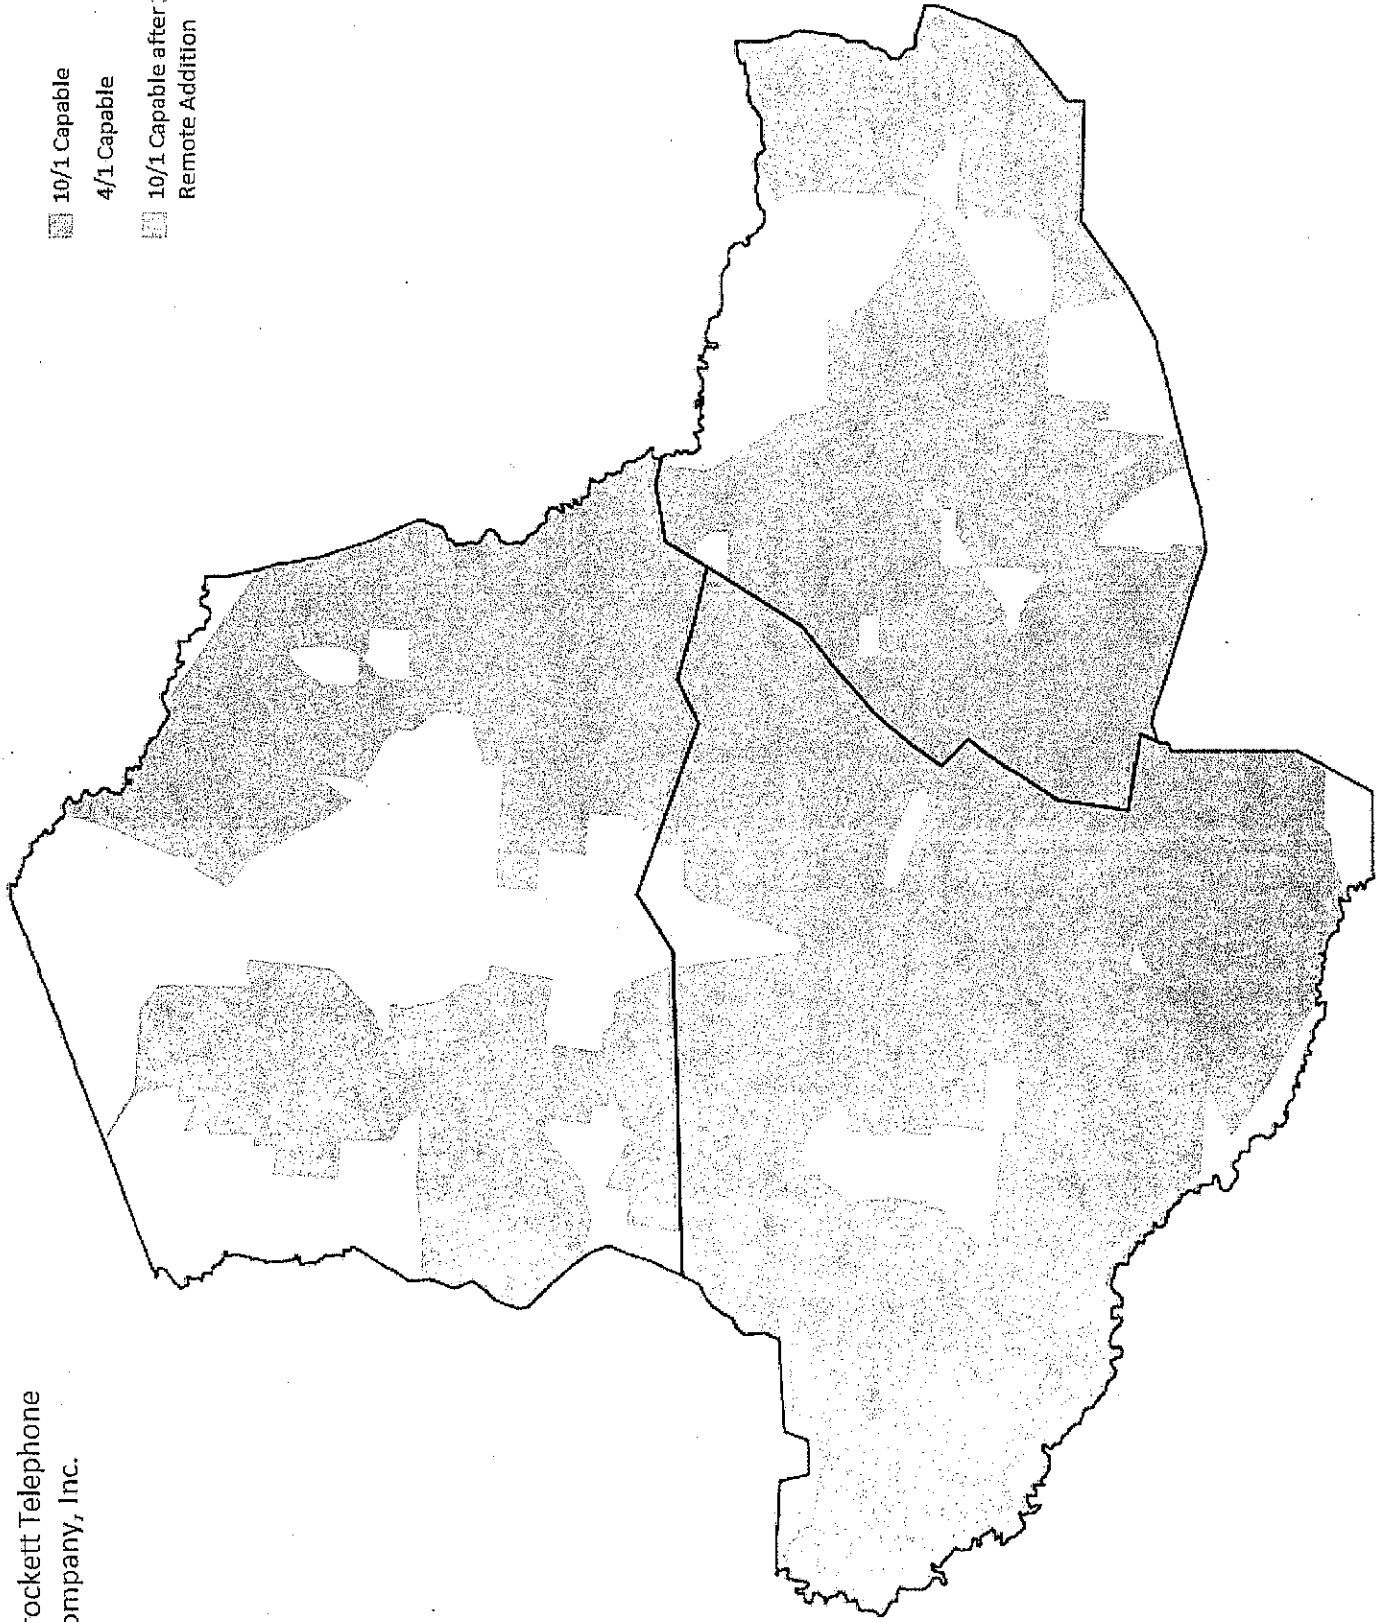 rockett Telephone
ompany, Inc.
10/1 Capable
4/1 Capable
10/1 Capable after
Remote Addition